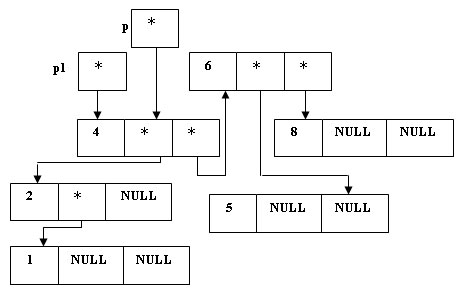 p *
p1 *
6 * *
4 * *
8 NULL NULL
2 * NULL
5 NULL NULL
1 NULL NULL